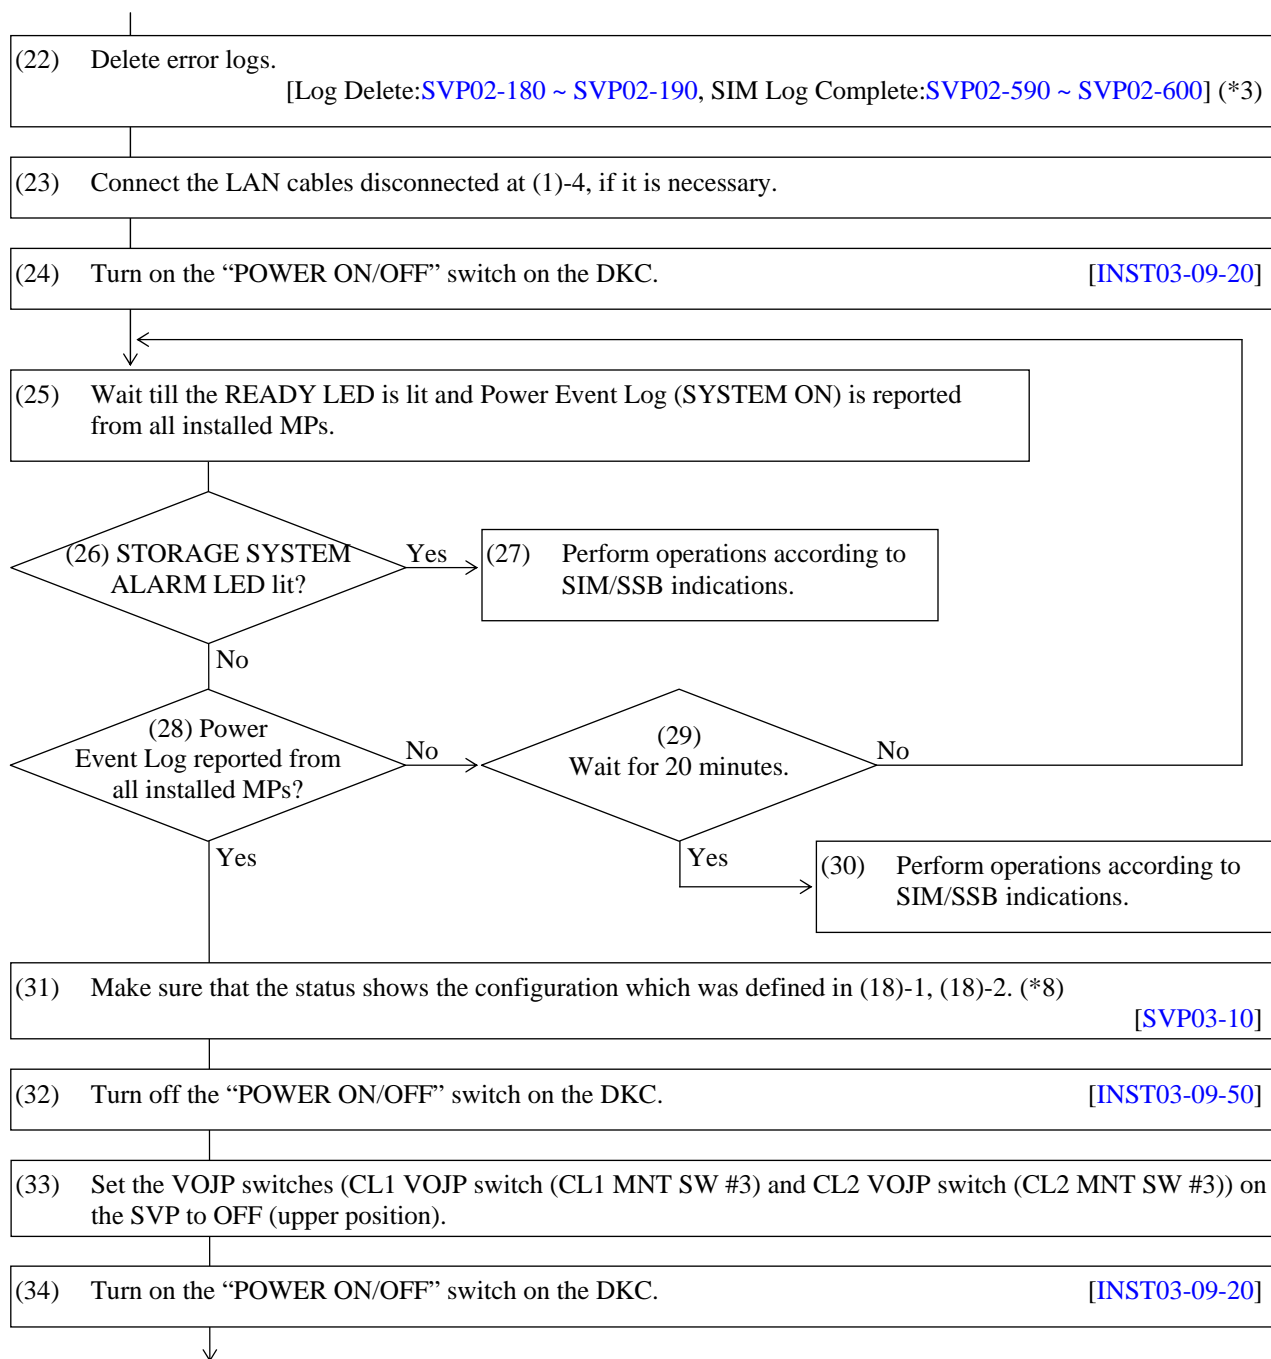 (22) Delete error logs.
[Log Delete:SVP02-180 ~ SVP02-190, SIM Log Complete:SVP02-590 ~ SVP02-600] (*3)
(23) Connect the LAN cables disconnected at (1)-4, if it is necessary.
(24) Turn on the “POWER ON/OFF” switch on the DKC. [INST03-09-20]
(25) Wait till the READY LED is lit and Power Event Log (SYSTEM ON) is reported
from all installed MPs.
(26) STORAGE SYSTEM
ALARM LED lit?
Yes
(27) Perform operations according to
SIM/SSB indications.
No
(28) Power
Event Log reported from
all installed MPs?
No
(29)
Wait for 20 minutes.
No
Yes
Yes
(30) Perform operations according to
SIM/SSB indications.
(31) Make sure that the status shows the configuration which was defined in (18)-1, (18)-2. (*8)
[SVP03-10]
(32) Turn off the “POWER ON/OFF” switch on the DKC. [INST03-09-50]
(33) Set the VOJP switches (CL1 VOJP switch (CL1 MNT SW #3) and CL2 VOJP switch (CL2 MNT SW #3)) on
the SVP to OFF (upper position).
(34) Turn on the “POWER ON/OFF” switch on the DKC. [INST03-09-20]